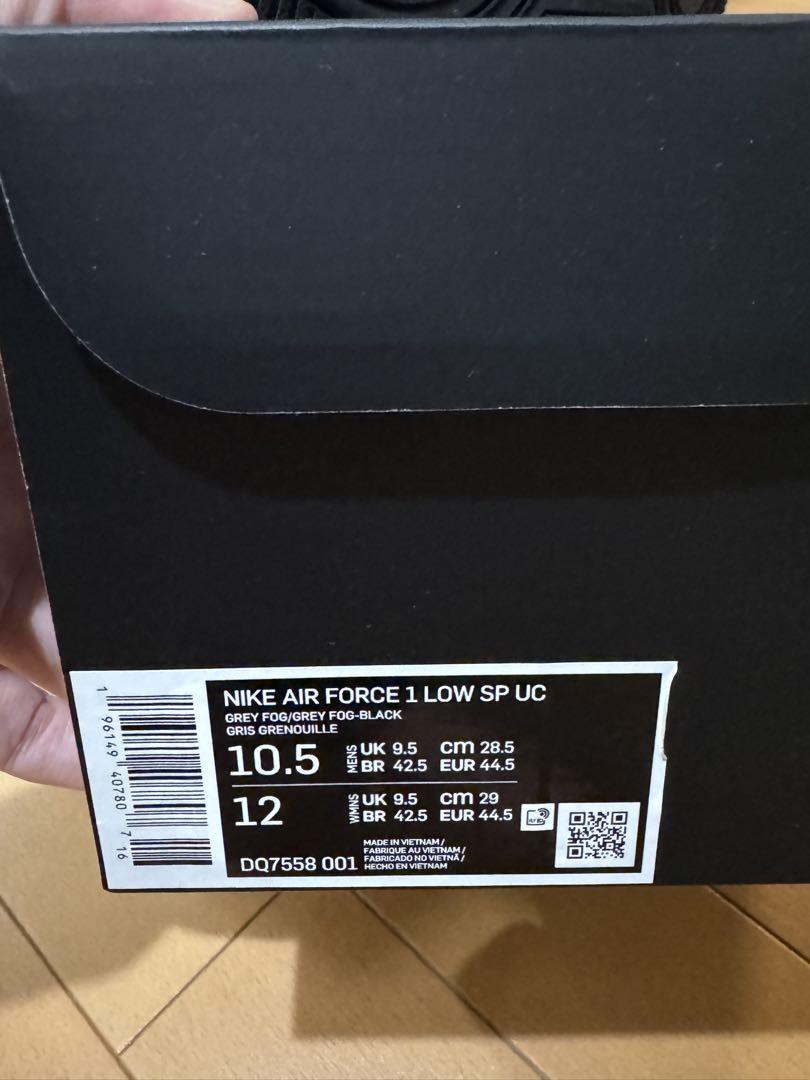 NIKE AIR FORCE 1 LOW SP UC
GREY FOG/GREY FOG-BLACK
GRIS GRENOUILLE
10.5 MENS UK 9.5 cm 28.5
BR 42.5 EUR 44.5
12 WMNS UK 9.5 cm 29
BR 42.5 EUR 44.5
DQ7558 001
MADE IN VIETNAM /
FABRIQUE AU VIETNAM /
FABRICADO NO VIETNÃ /
HECHO EN VIETNAM
1 96149 40780 7 16